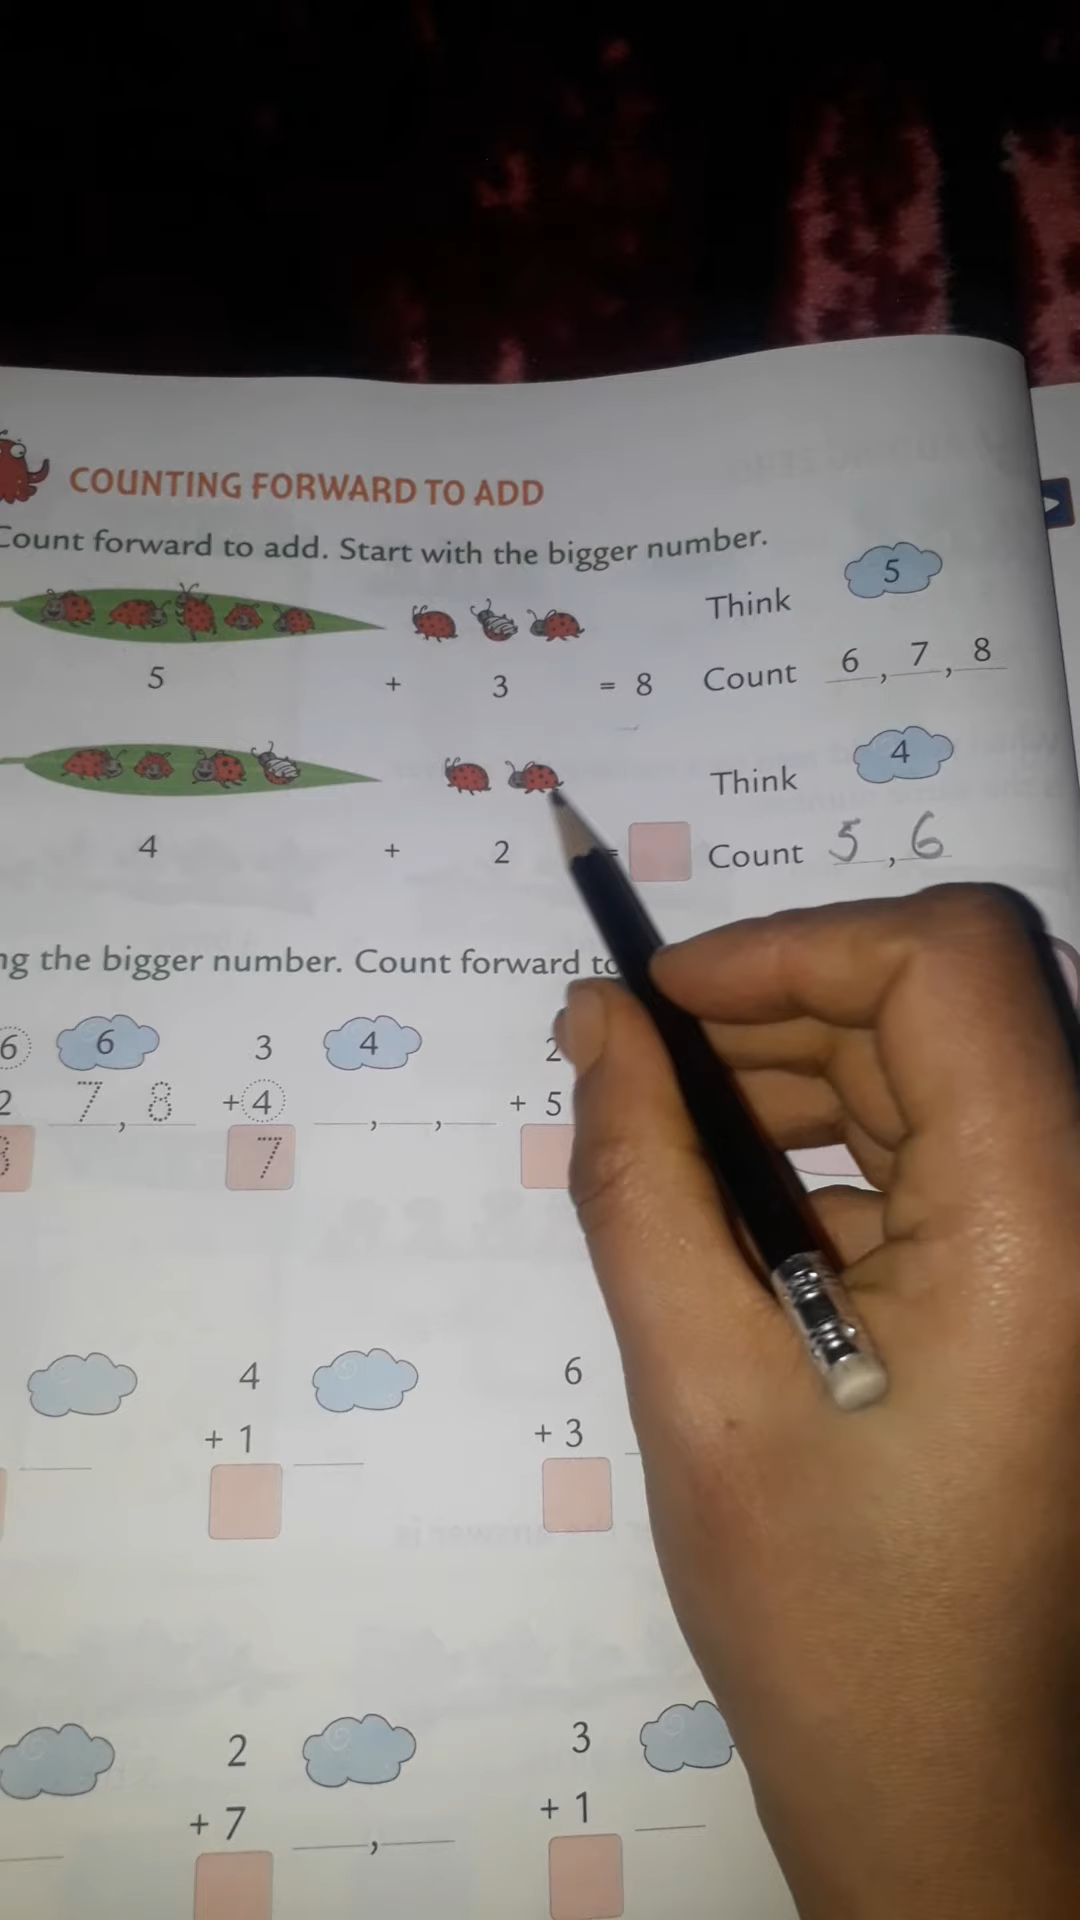 COUNTING FORWARD TO ADD
Count forward to add. Start with the bigger number.
Think 5
5 + 3 = 8 Count 6, 7, 8
Think 4
4 + 2 = Count 5, 6
the bigger number. Count forward
6 6 3 4 2
2 7, 8 +4 + 5
7
4 6
+ 1 + 3
2 3
+ 7 , + 1